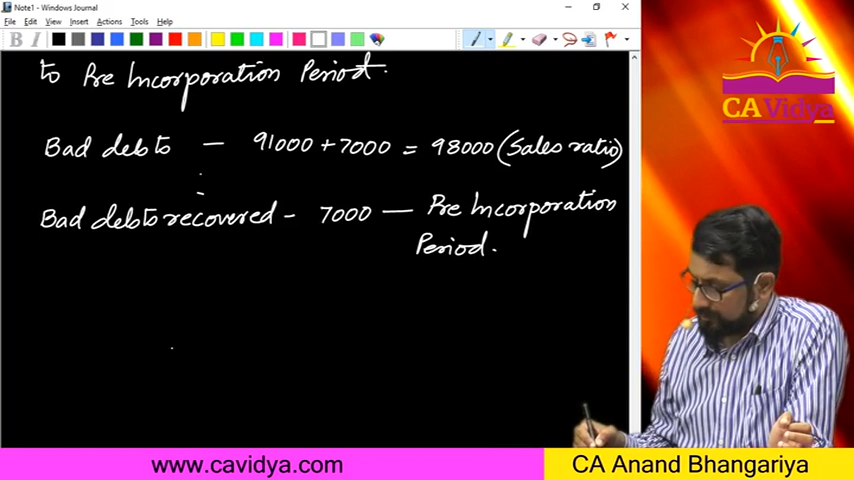 Note1 - Windows Journal
File Edit View Insert Actions Tools Help
B I
to Pre Incorporation Period.
Bad debts — 91000 + 7000 = 98000 (Sales ratio)
Bad debts recovered - 7000 — Pre Incorporation
Period.
CA Vidya
www.cavidya.com
CA Anand Bhangariya